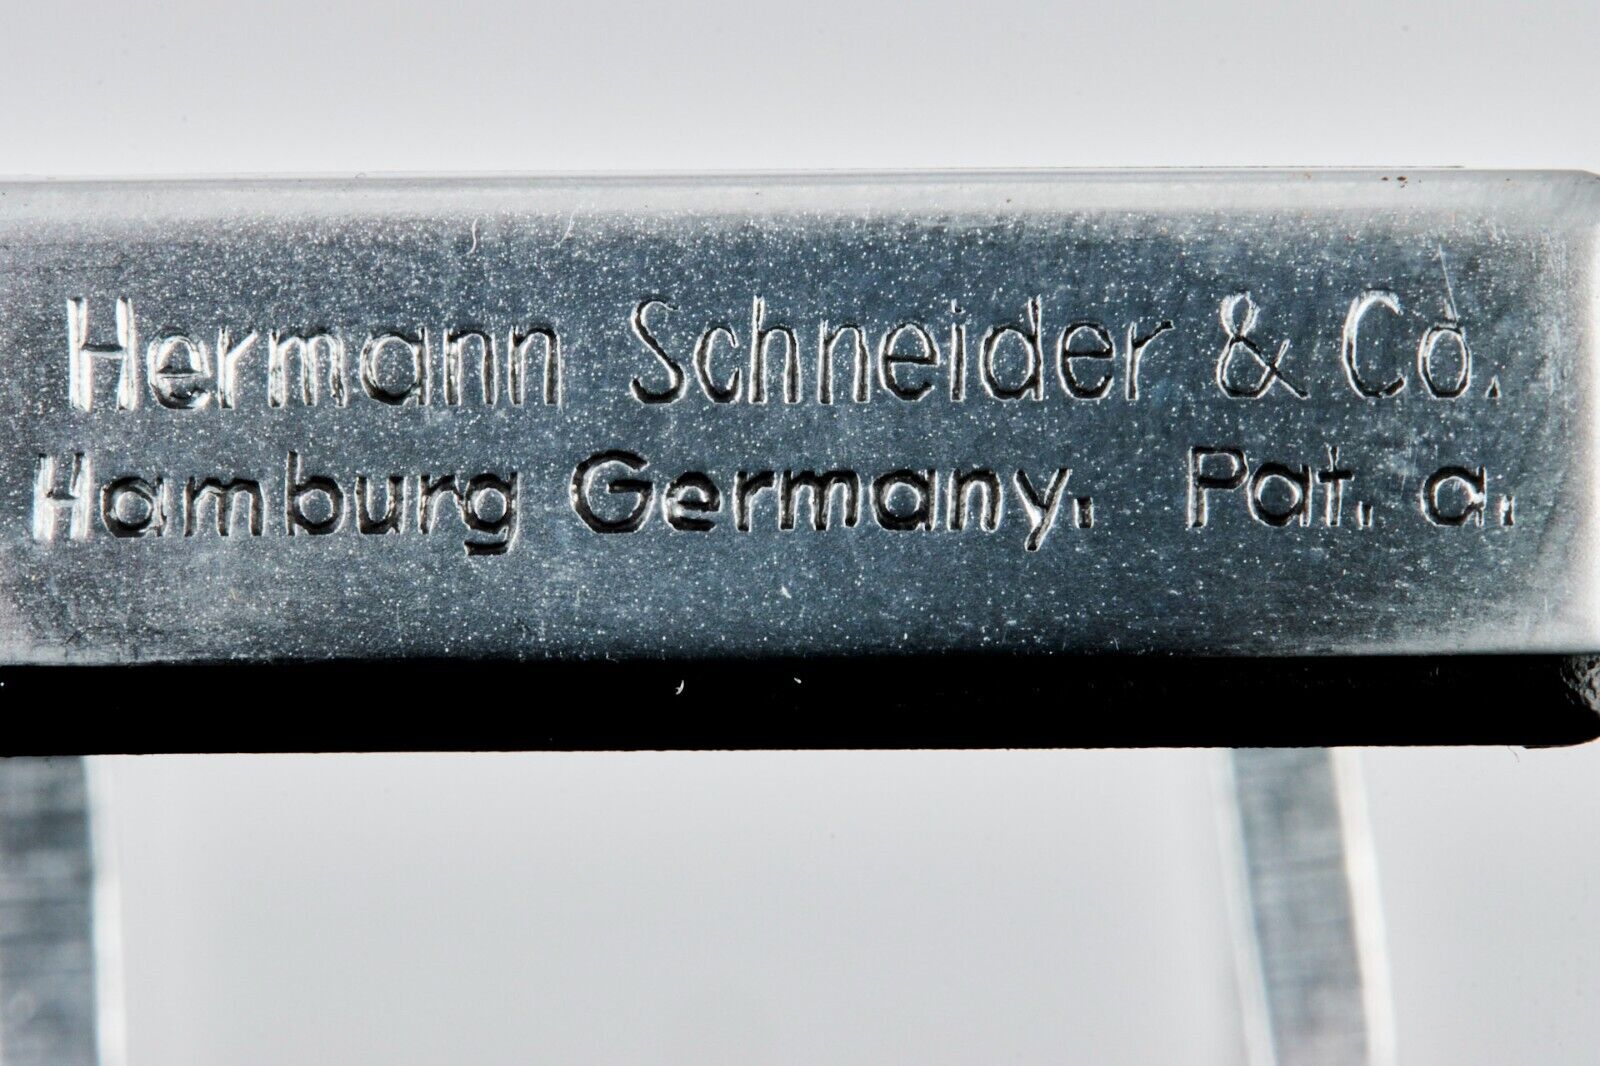 Hermann Schneider & Co.
Hamburg Germany. Pat. a.